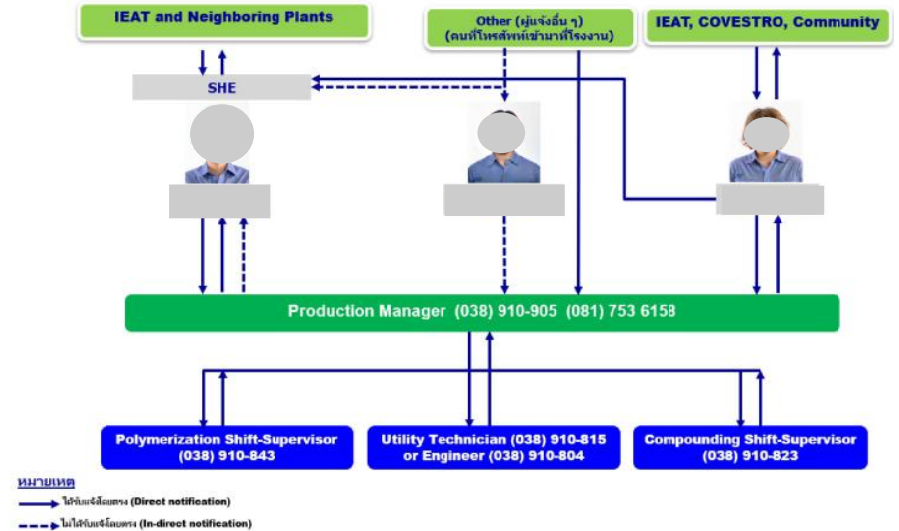 IEAT and Neighboring Plants
Other (ผู้แจ้งอื่น ๆ)
(คนที่โทรศัพท์เข้ามาที่โรงงาน)
IEAT, COVESTRO, Community
SHE
Production Manager (038) 910-905 (081) 753 6158
Polymerization Shift-Supervisor
(038) 910-843
Utility Technician (038) 910-815
or Engineer (038) 910-804
Compounding Shift-Supervisor
(038) 910-823
หมายเหตุ
ได้รับแจ้งโดยตรง (Direct notification)
ไม่ได้รับแจ้งโดยตรง (In-direct notification)